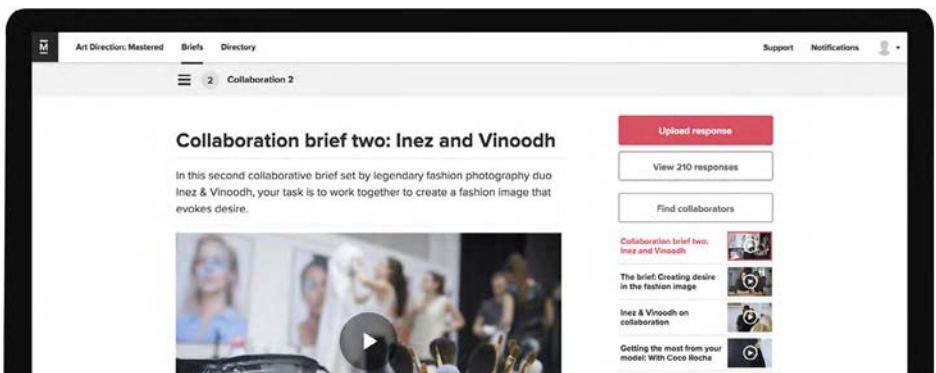 M
Art Direction: Mastered
Briefs
Directory
Support
Notifications
2
Collaboration 2
Collaboration brief two: Inez and Vinoodh
In this second collaborative brief set by legendary fashion photography duo
Inez & Vinoodh, your task is to work together to create a fashion image that
evokes desire.
Upload response
View 210 responses
Find collaborators
Collaboration brief two:
Inez and Vinoodh
The brief: Creating desire
in the fashion image
Inez & Vinoodh on
collaboration
Getting the most from your
model: With Coco Rocha